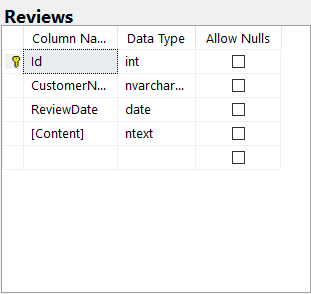 Reviews
Column Na... Data Type Allow Nulls
Id int
CustomerN... nvarchar...
ReviewDate date
[Content] ntext